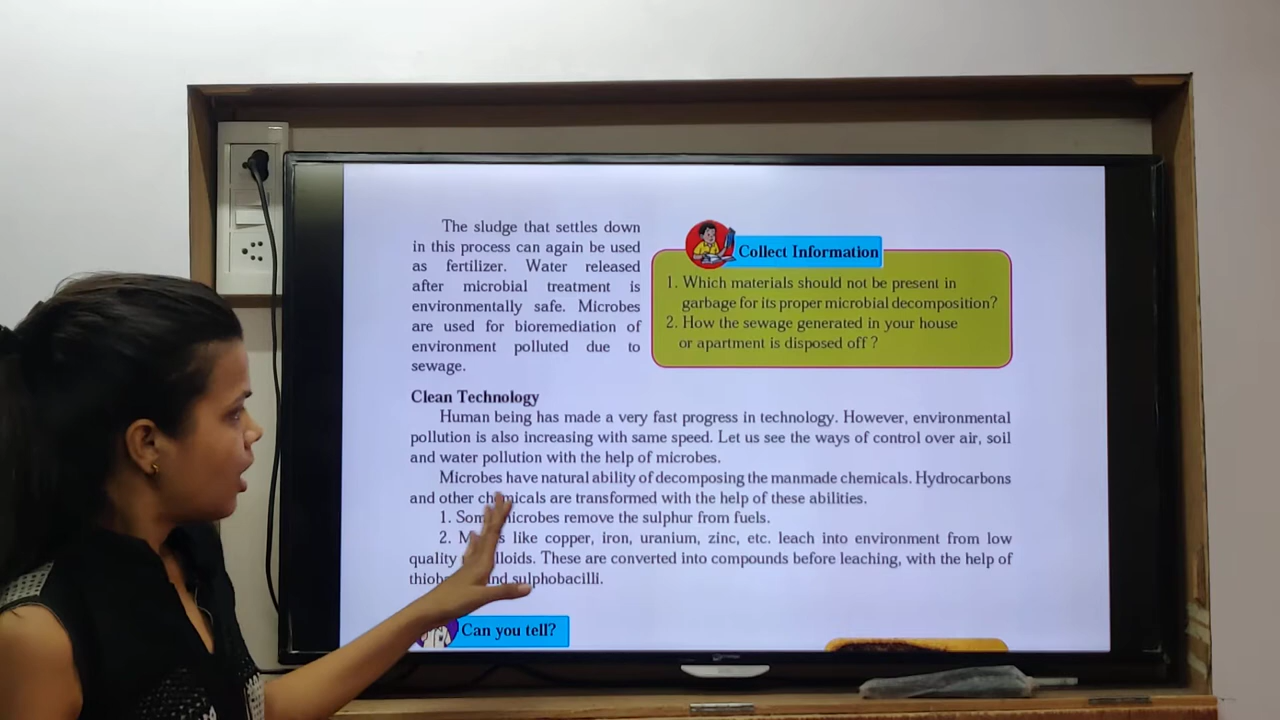 The sludge that settles down
in this process can again be used
as fertilizer. Water released
after microbial treatment is
environmentally safe. Microbes
are used for bioremediation of
environment polluted due to
sewage.
Collect Information
1. Which materials should not be present in
garbage for its proper microbial decomposition?
2. How the sewage generated in your house
or apartment is disposed off ?
Clean Technology
Human being has made a very fast progress in technology. However, environmental
pollution is also increasing with same speed. Let us see the ways of control over air, soil
and water pollution with the help of microbes.
Microbes have natural ability of decomposing the manmade chemicals. Hydrocarbons
and other chemicals are transformed with the help of these abilities.
1. Some microbes remove the sulphur from fuels.
2. like copper, iron, uranium, zinc, etc. leach into environment from low
quality These are converted into compounds before leaching, with the help of
and sulphobacilli.
Can you tell?